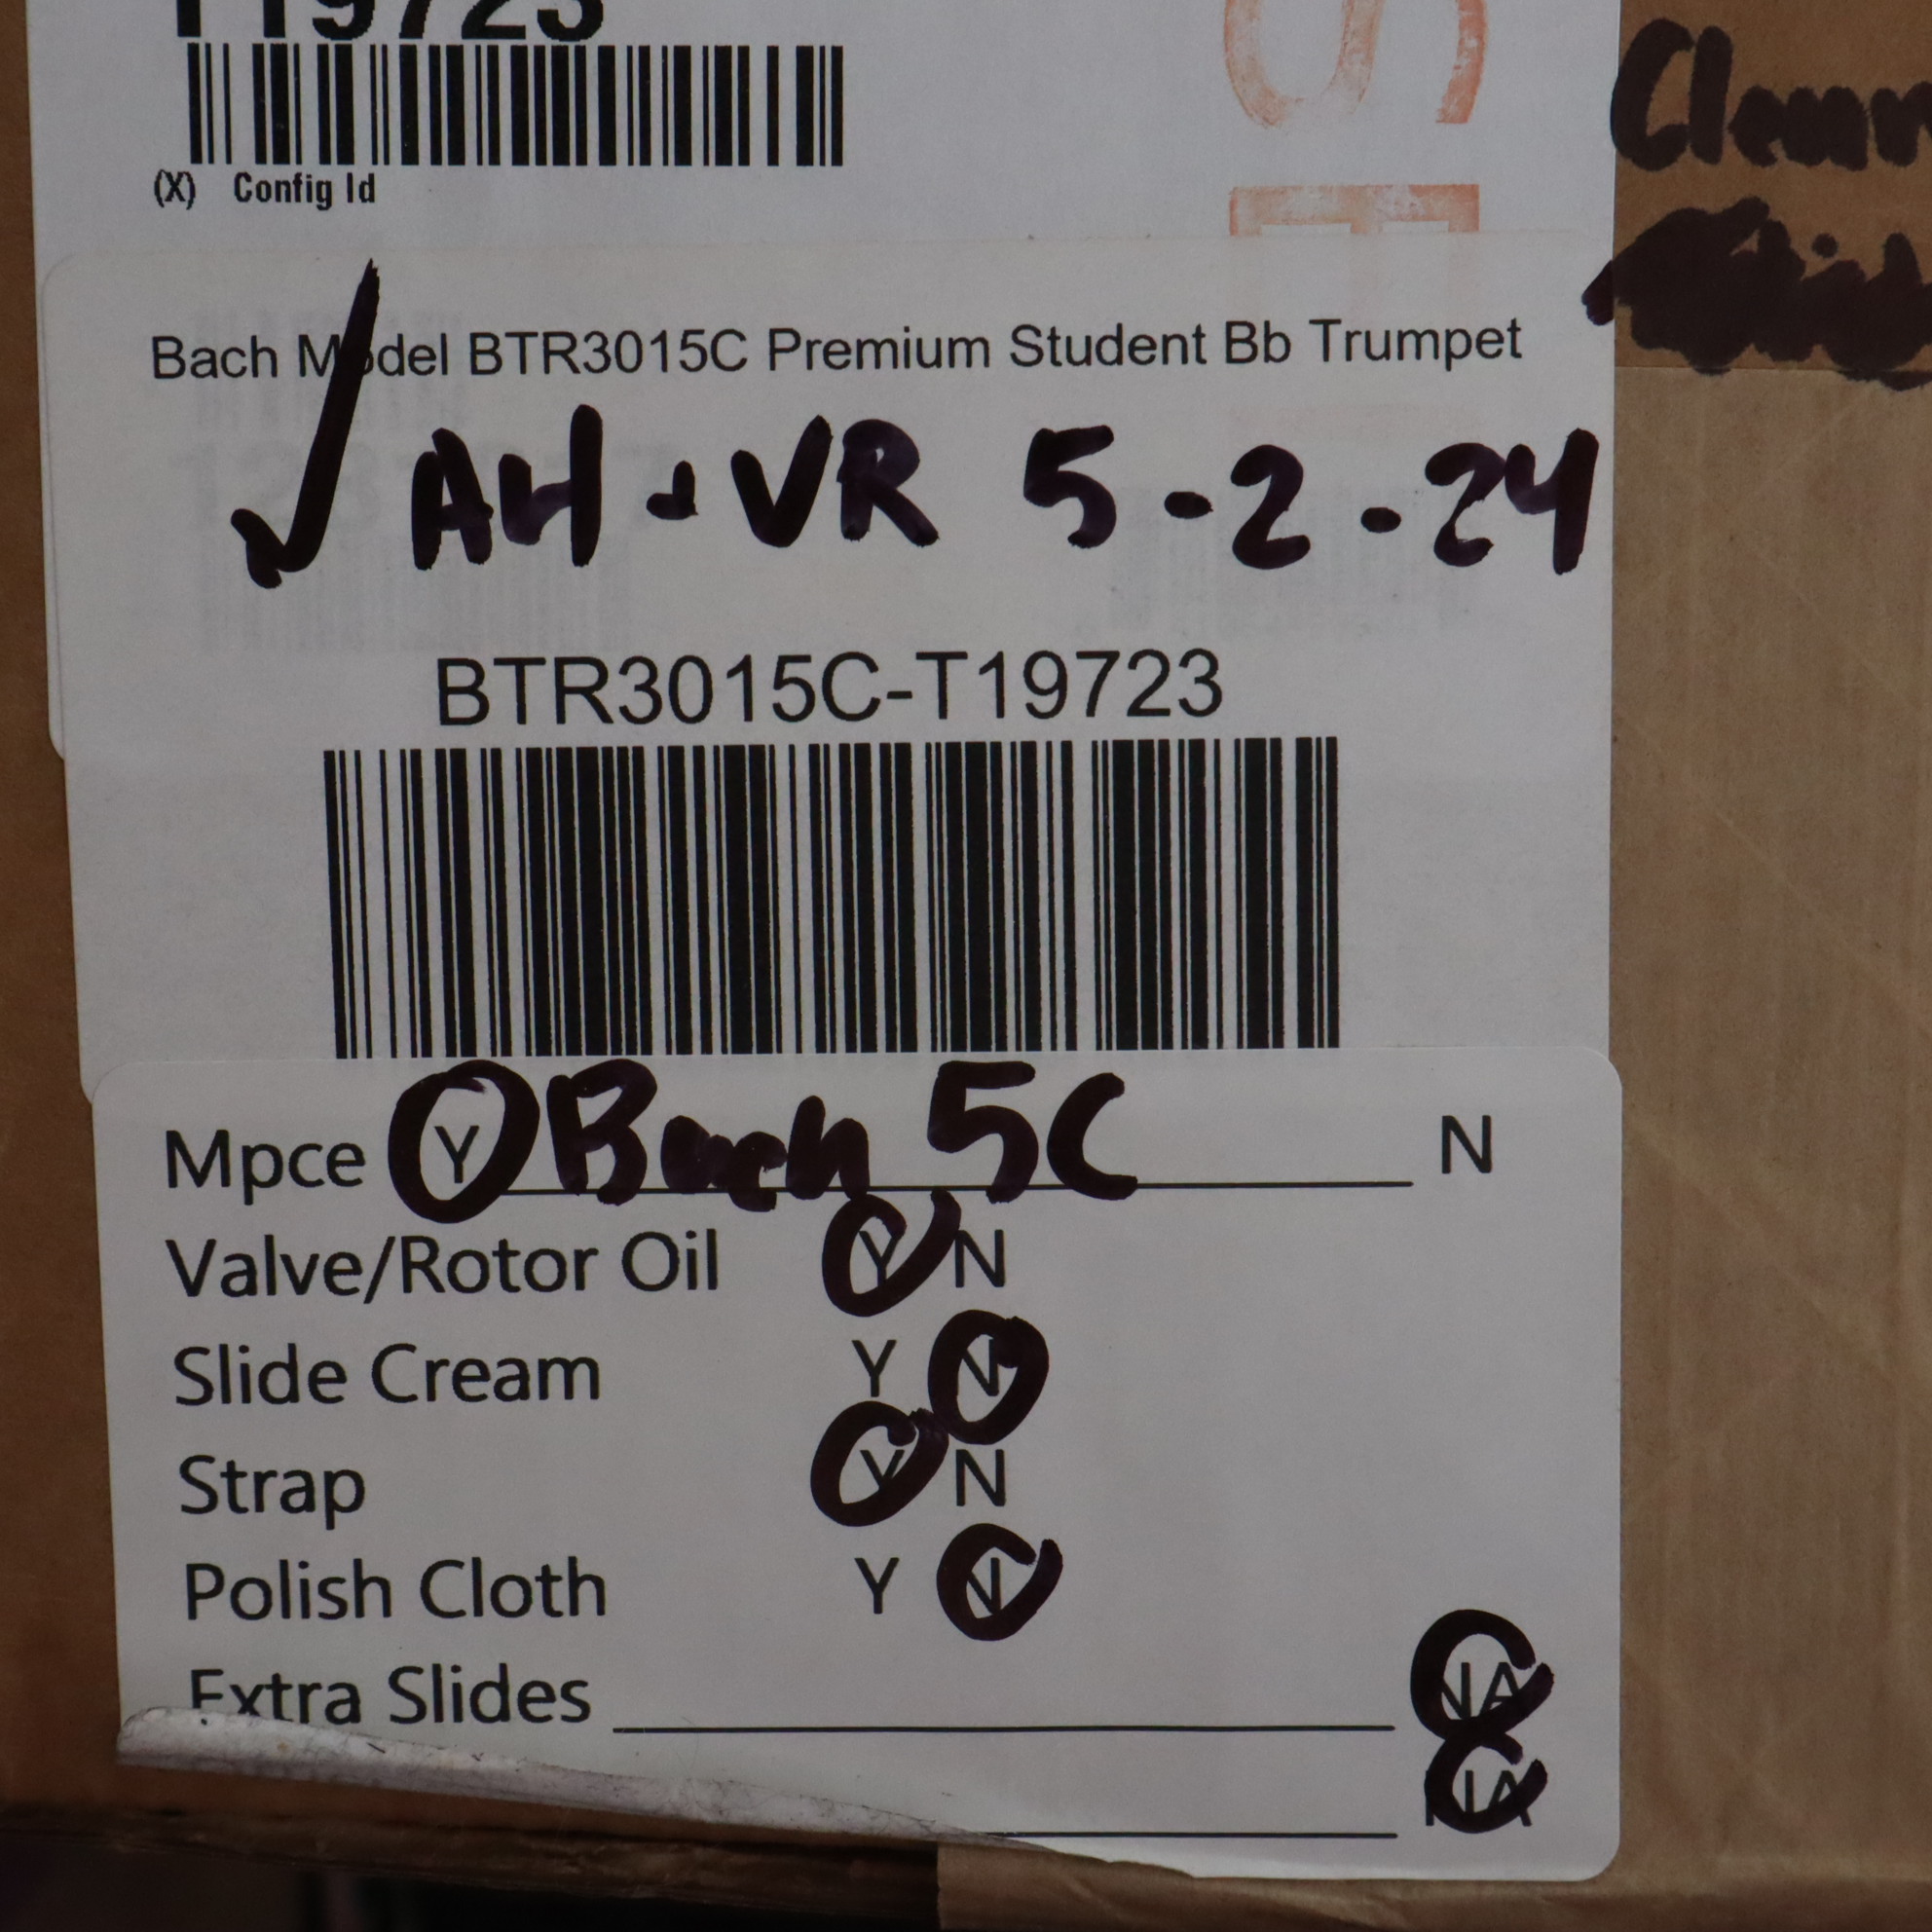 T19723
(X) Config Id
Clean
Bach Model BTR3015C Premium Student Bb Trumpet
✓ AH + VR 5-2-24
BTR3015C-T19723
Mpce Y Bach 5C N
Valve/Rotor Oil Y N
Slide Cream Y N
Strap Y N
Polish Cloth Y N
Extra Slides NA
NA